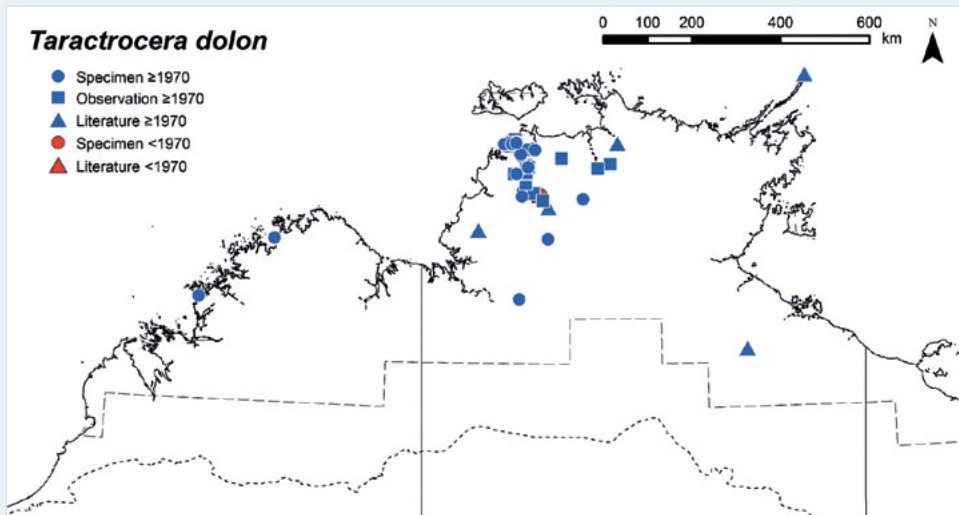 Taractrocera dolon
Specimen ≥1970
Observation ≥1970
Literature ≥1970
Specimen <1970
Literature <1970
0 100 200 400 600
km
N